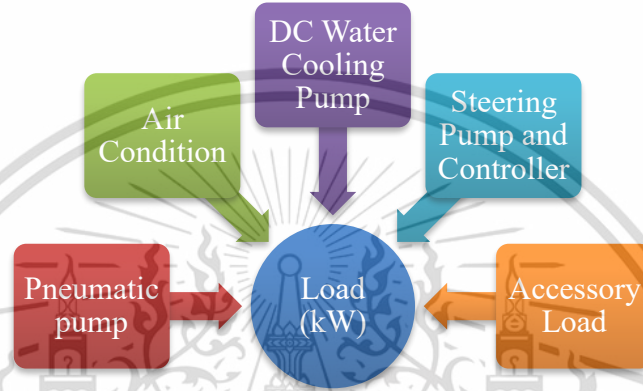 DC Water
Cooling
Pump
Air
Condition
Steering
Pump and
Controller
Pneumatic
pump
Load
(kW)
Accessory
Load